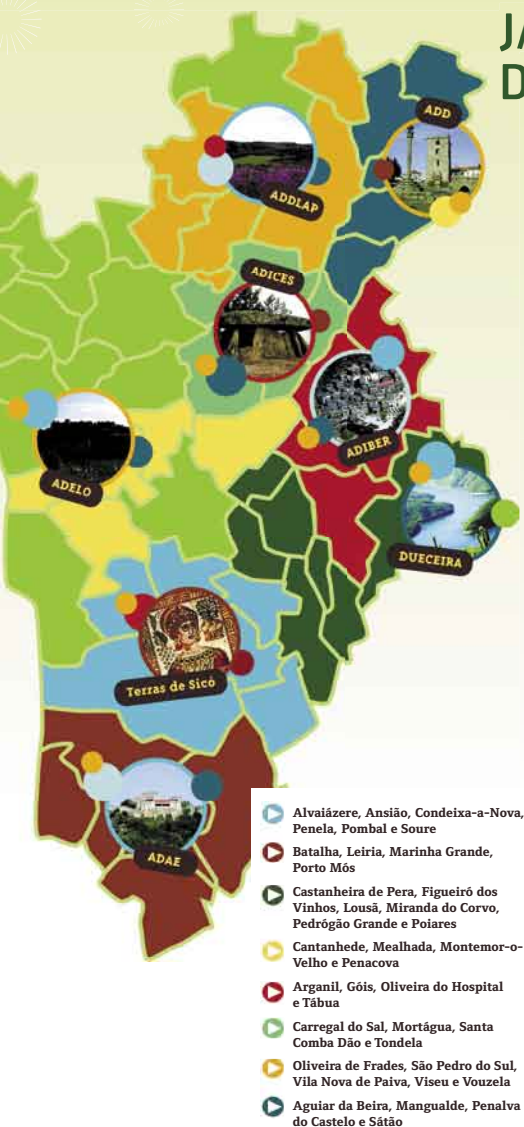 JA
D
ADD
ADDLAP
ADICES
ADIBER
ADELO
DUECEIRA
Terras de Sicó
ADAE
Alvaiázere, Ansião, Condeixa-a-Nova,
Penela, Pombal e Soure
Batalha, Leiria, Marinha Grande,
Porto Mós
Castanheira de Pera, Figueiró dos
Vinhos, Lousã, Miranda do Corvo,
Pedrógão Grande e Poiares
Cantanhede, Mealhada, Montemor-o-
Velho e Penacova
Arganil, Góis, Oliveira do Hospital
e Tábua
Carregal do Sal, Mortágua, Santa
Comba Dão e Tondela
Oliveira de Frades, São Pedro do Sul,
Vila Nova de Paiva, Viseu e Vouzela
Aguiar da Beira, Mangualde, Penalva
do Castelo e Sátão